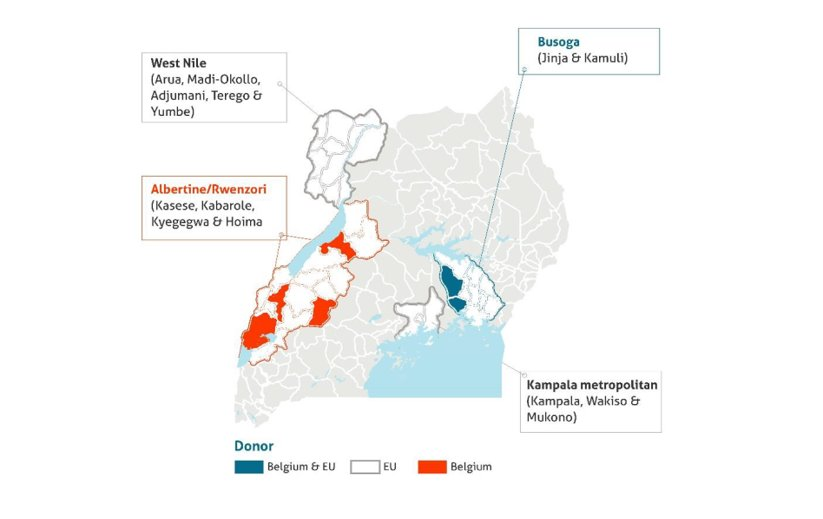 Busoga
(Jinja & Kamuli)
West Nile
(Arua, Madi-Okollo,
Adjumani, Terego &
Yumbe)
Albertine/Rwenzori
(Kasese, Kabarole,
Kyegegwa & Hoima
Kampala metropolitan
(Kampala, Wakiso &
Mukono)
Donor
Belgium & EU
EU
Belgium